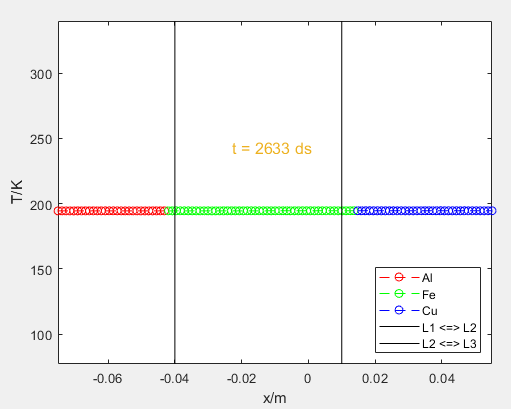 300
250
200
150
100
T/K
t = 2633 ds
Al
Fe
Cu
L1 <=> L2
L2 <=> L3
-0.06
-0.04
-0.02
0
0.02
0.04
x/m